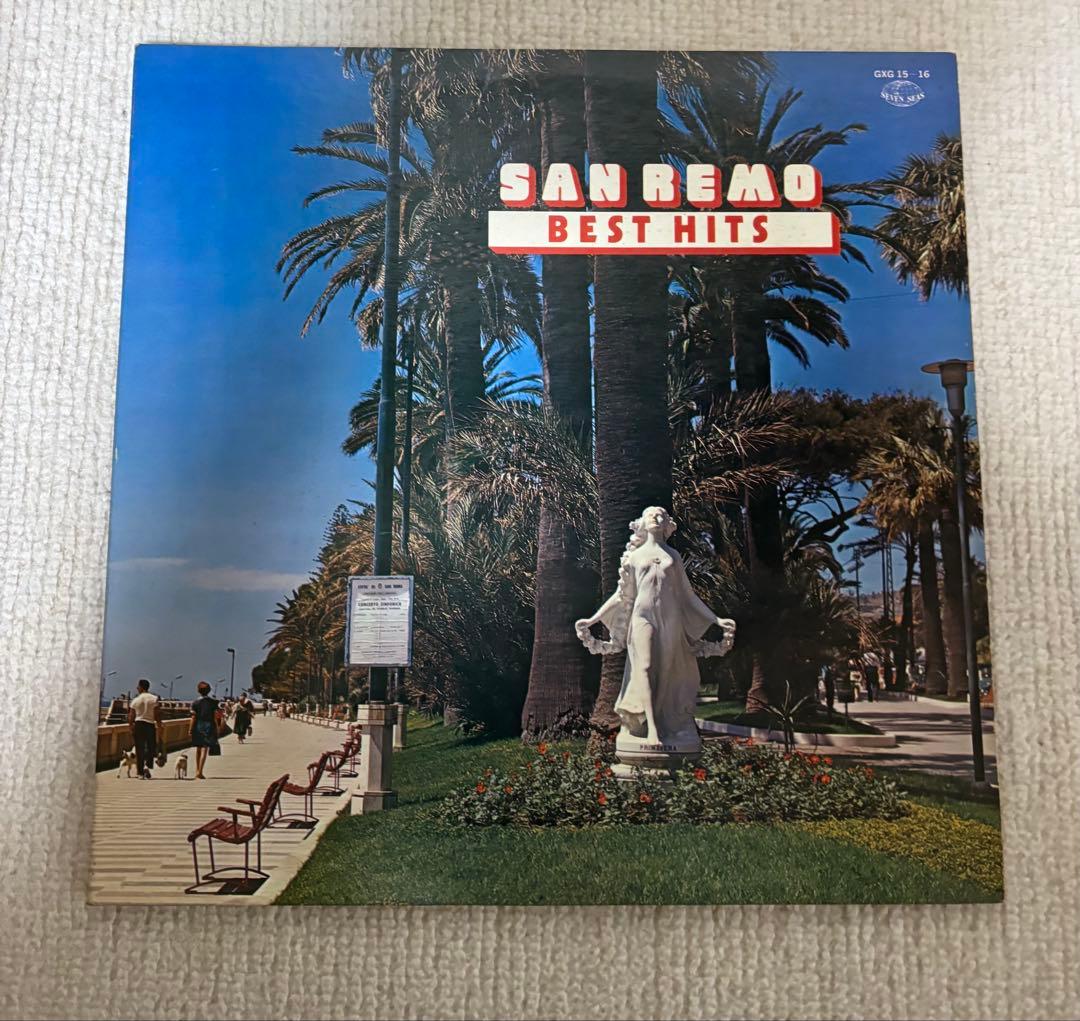 GXG 15-16
SEVEN SEAS
SAN REMO
BEST HITS
CONCERTO SINFONICO
PRIMAVERA